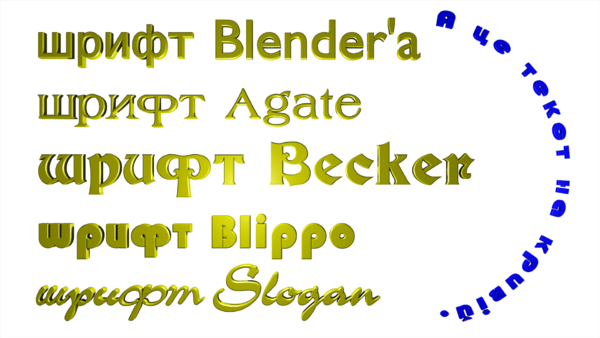 шрифт Blender'a
шрифт Agate
шрифт Becker
шрифт Blippo
шрифт Slogan
А це текст на кривій.